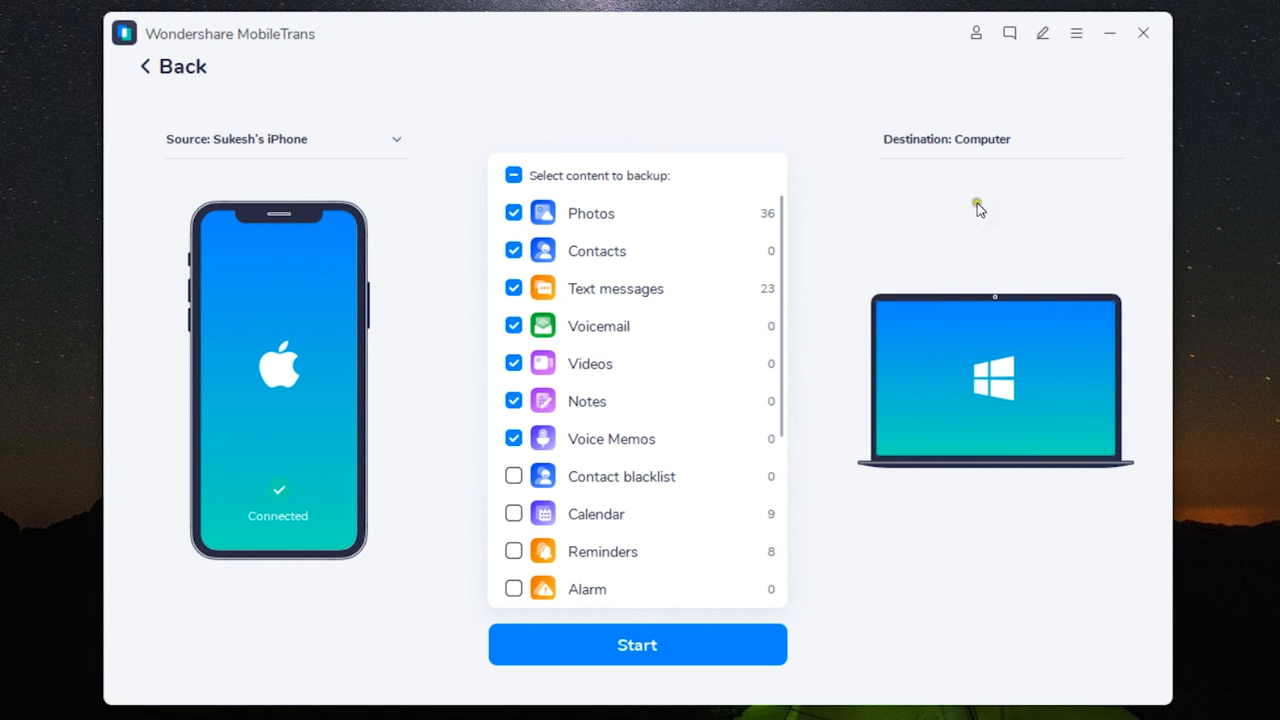 Wondershare MobileTrans
Back
Source: Sukesh's iPhone
Destination: Computer
Select content to backup:
Photos 36
Contacts 0
Text messages 23
Voicemail 0
Videos 0
Notes 0
Voice Memos 0
Contact blacklist 0
Calendar 9
Reminders 8
Alarm 0
Connected
Start